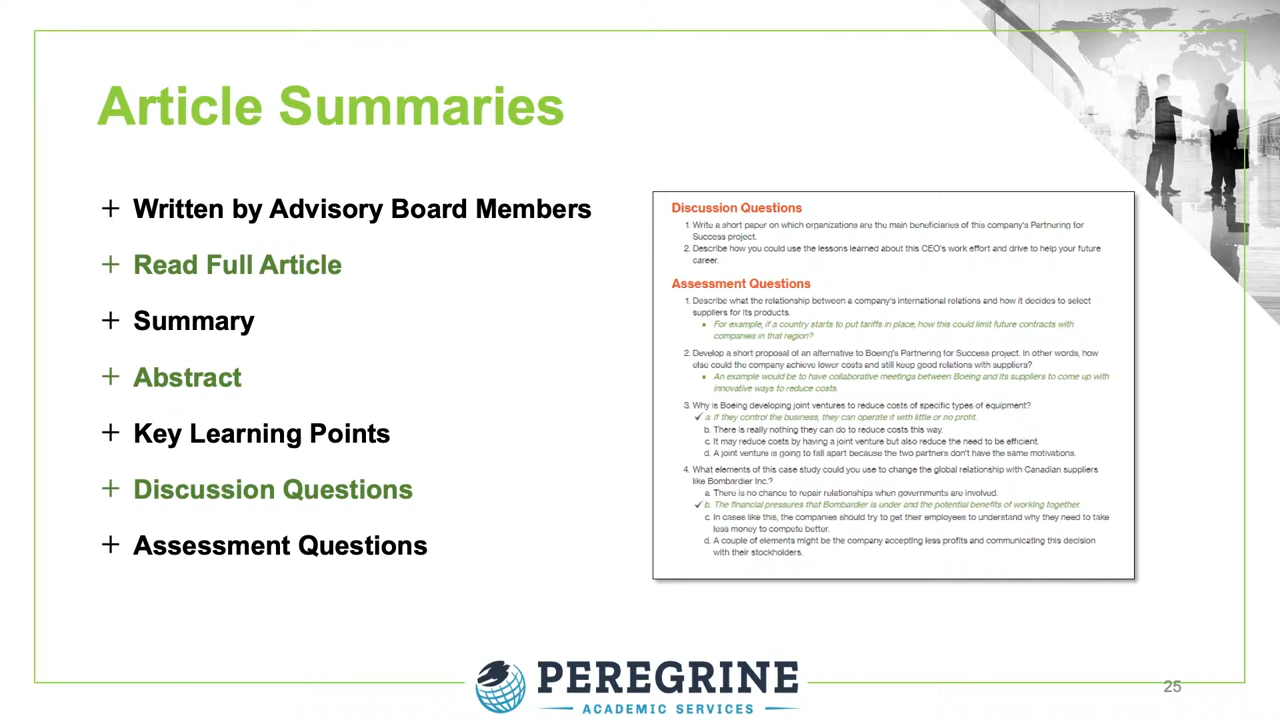 Article Summaries
+ Written by Advisory Board Members
+ Read Full Article
+ Summary
+ Abstract
+ Key Learning Points
+ Discussion Questions
+ Assessment Questions
Discussion Questions
1. Write a short paper on which organizations are the main beneficiaries of this company's Partnering for
Success project.
2. Describe how you could use the lessons learned about this CEO's work effort and drive to help your future
career.
Assessment Questions
1. Describe what the relationship between a company's international relations and how it decides to select
suppliers for its products.
• For example, if a country starts to put tariffs in place, how this could limit future contracts with
companies in that region?
2. Develop a short proposal of an alternative to Boeing's Partnering for Success project. In other words, how
else could the company achieve lower costs and still keep good relations with suppliers?
• An example would be to have collaborative meetings between Boeing and its suppliers to come up with
innovative ways to reduce costs.
3. Why is Boeing developing joint ventures to reduce costs of specific types of equipment?
✓ a. If they control the business, they can operate it with little or no profit.
b. There is really nothing they can do to reduce costs this way.
c. It may reduce costs by having a joint venture but also reduce the need to be efficient.
d. A joint venture is going to fall apart because the two partners don't have the same motivations.
4. What elements of this case study could you use to change the global relationship with Canadian suppliers
like Bombardier Inc.?
a. There is no chance to repair relationships when governments are involved.
✓ b. The financial pressures that Bombardier is under and the potential benefits of working together.
c. In cases like this, the companies should try to get their employees to understand why they need to take
less money to compete better.
d. A couple of elements might be the company accepting less profits and communicating this decision
with their stockholders.
PEREGRINE
ACADEMIC SERVICES
25